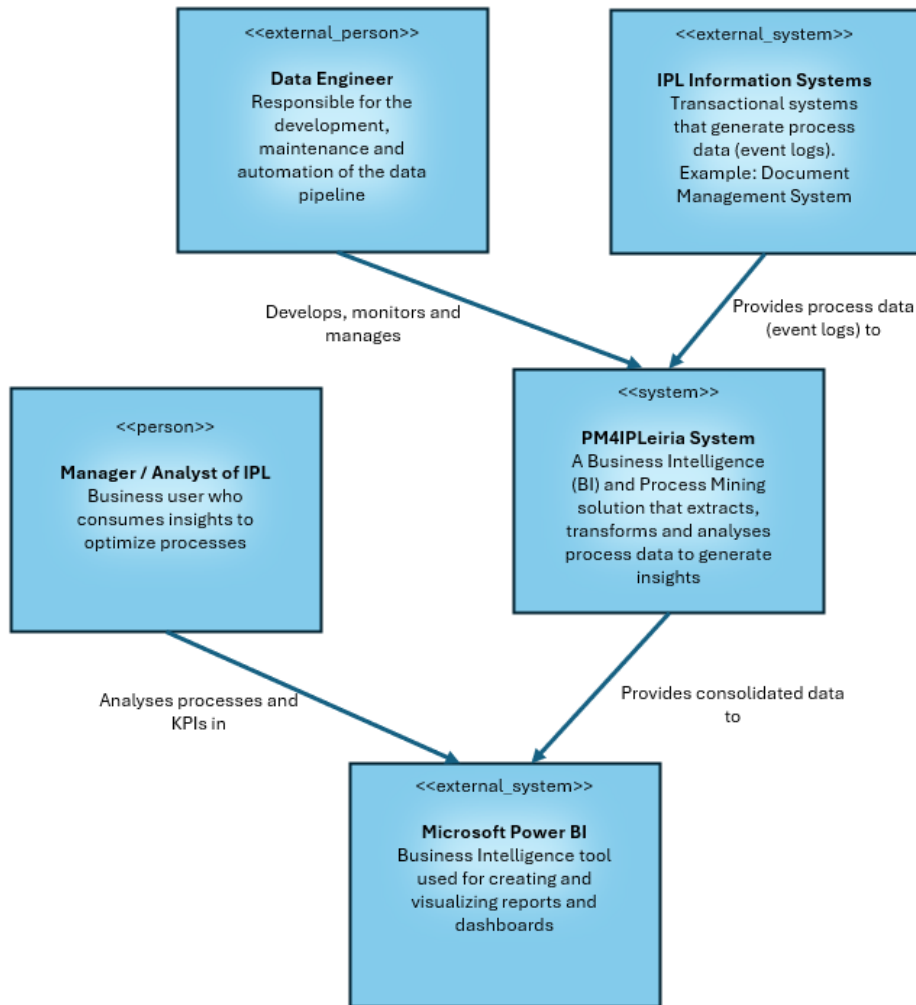 <<external_person>>
Data Engineer
Responsible for the
development,
maintenance and
automation of the data
pipeline
<<external_system>>
IPL Information Systems
Transactional systems
that generate process
data (event logs).
Example: Document
Management System
Develops, monitors and
manages
Provides process data
(event logs) to
<<person>>
Manager / Analyst of IPL
Business user who
consumes insights to
optimize processes
<<system>>
PM4IPLeiria System
A Business Intelligence
(BI) and Process Mining
solution that extracts,
transforms and analyses
process data to generate
insights
Analyses processes and
KPIs in
Provides consolidated data
to
<<external_system>>
Microsoft Power BI
Business Intelligence tool
used for creating and
visualizing reports and
dashboards